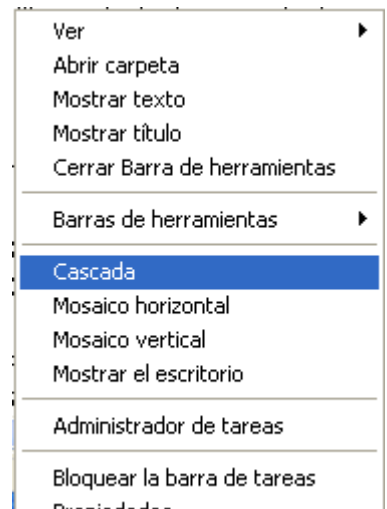 Ver
Abrir carpeta
Mostrar texto
Mostrar título
Cerrar Barra de herramientas
Barras de herramientas
Cascada
Mosaico horizontal
Mosaico vertical
Mostrar el escritorio
Administrador de tareas
Bloquear la barra de tareas
Propiedades